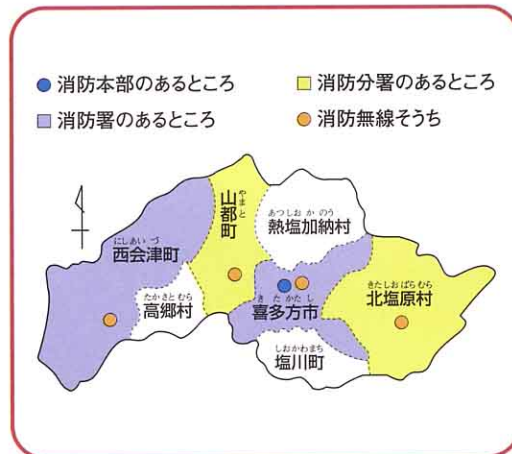 消防本部のあるところ
消防分署のあるところ
消防署のあるところ
消防無線そうち
やまと
山都町
あつしおかのう
熱塩加納村
にしあいづ
西会津町
たかさとむら
高郷村
きたかたし
喜多方市
きたしおばらむら
北塩原村
しおかわまち
塩川町